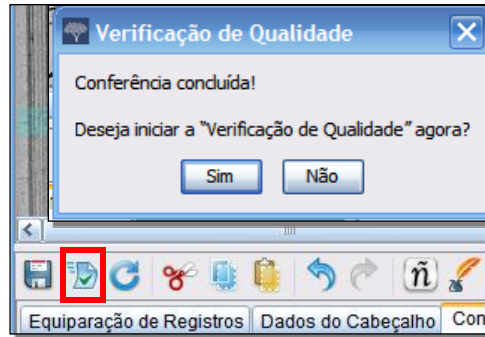 Verificação de Qualidade
Conferência concluída!
Deseja iniciar a “Verificação de Qualidade” agora?
Sim Não
ñ
Equiparação de Registros Dados do Cabeçalho Con